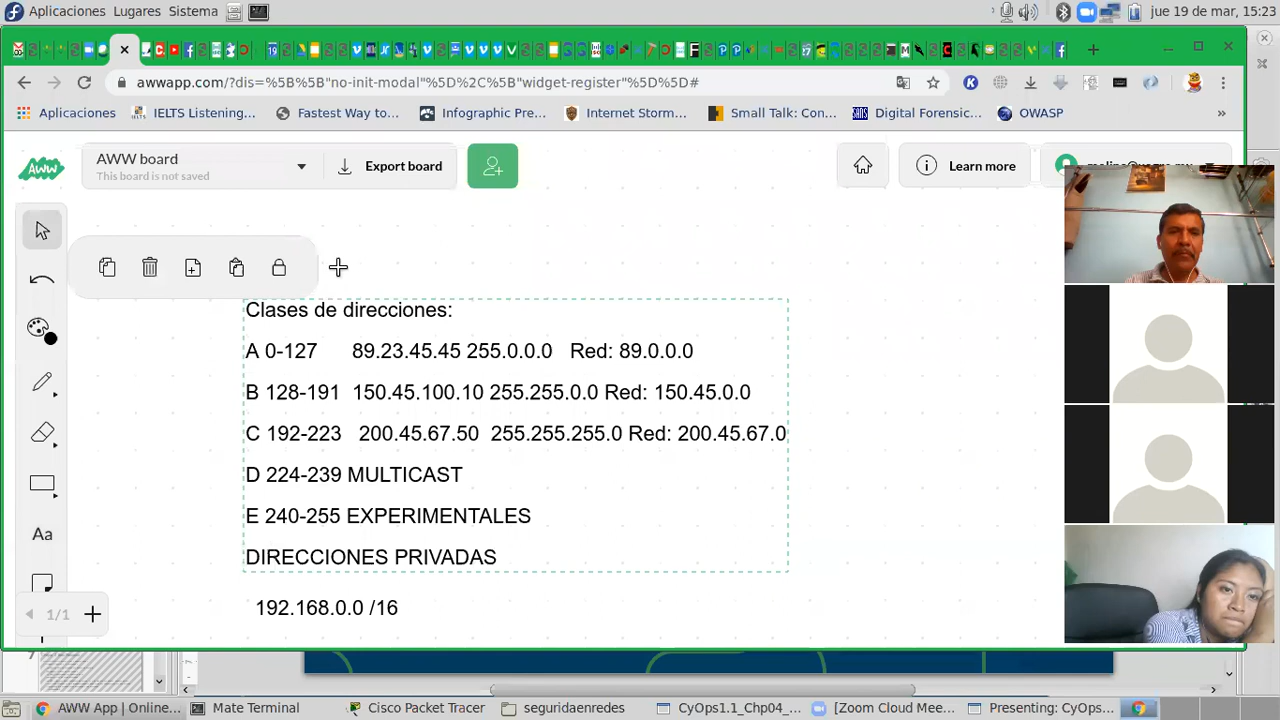 Aplicaciones Lugares Sistema jue 19 de mar, 15:23
awwapp.com/?dis=%5B%5B"no-init-modal"%5D%2C%5B"widget-register"%5D%5D#
Aplicaciones IELTS Listening... Fastest Way to... Infographic Pre... Internet Storm... Small Talk: Con... Digital Forensic... OWASP »
AWW AWW board
This board is not saved
Export board
Learn more
Clases de direcciones:
A 0-127 89.23.45.45 255.0.0.0 Red: 89.0.0.0
B 128-191 150.45.100.10 255.255.0.0 Red: 150.45.0.0
C 192-223 200.45.67.50 255.255.255.0 Red: 200.45.67.0
D 224-239 MULTICAST
E 240-255 EXPERIMENTALES
Aa
DIRECCIONES PRIVADAS
192.168.0.0 /16
1/1
AWW App | Online... Mate Terminal Cisco Packet Tracer seguridaenredes CyOps1.1_Chp04_... [Zoom Cloud Mee... Presenting: CyOps...